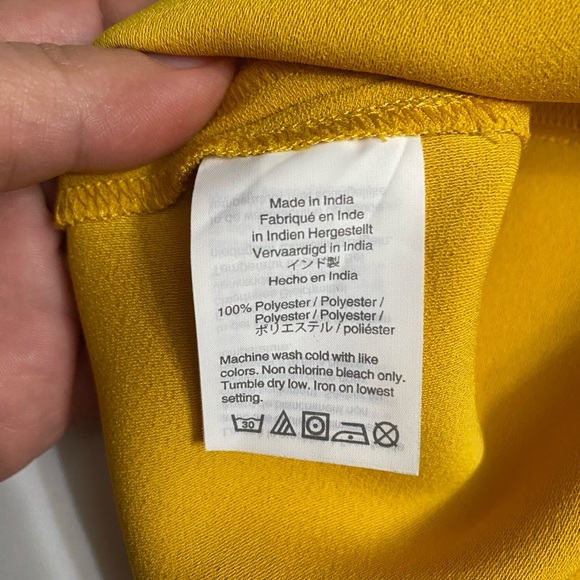 Made in India
Fabriqué en Inde
in Indien Hergestellt
Vervaardigd in India
インド製
Hecho en India
100% Polyester / Polyester /
Polyester / Polyester /
ポリエステル / poliéster
Machine wash cold with like
colors. Non chlorine bleach only.
Tumble dry low. Iron on lowest
setting.
30